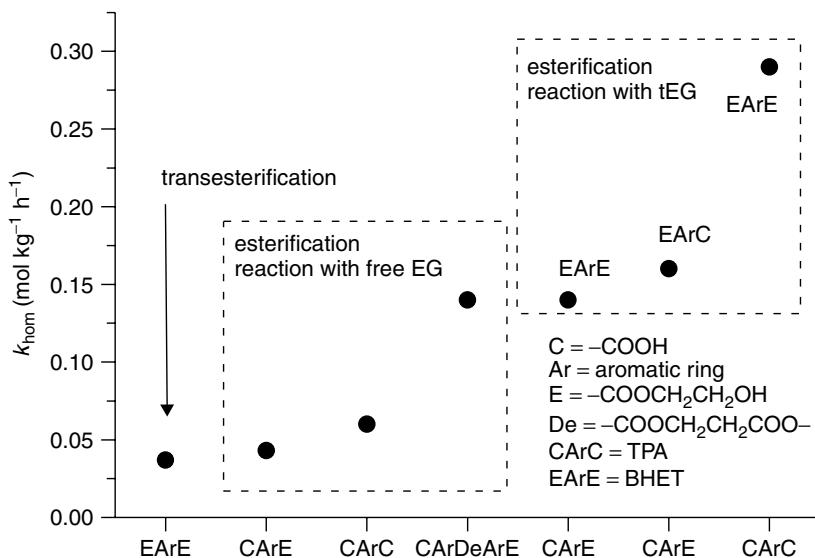 0.30
0.25
0.20
0.15
0.10
0.05
0.00
k_hom (mol kg⁻¹ h⁻¹)
transesterification
esterification
reaction with free EG
esterification
reaction with tEG
EArE
EArC
EArE
C = –COOH
Ar = aromatic ring
E = –COOCH₂CH₂OH
De = –COOCH₂CH₂COO–
CArC = TPA
EArE = BHET
EArE CArE CArC CArDeArE CArE CArE CArC